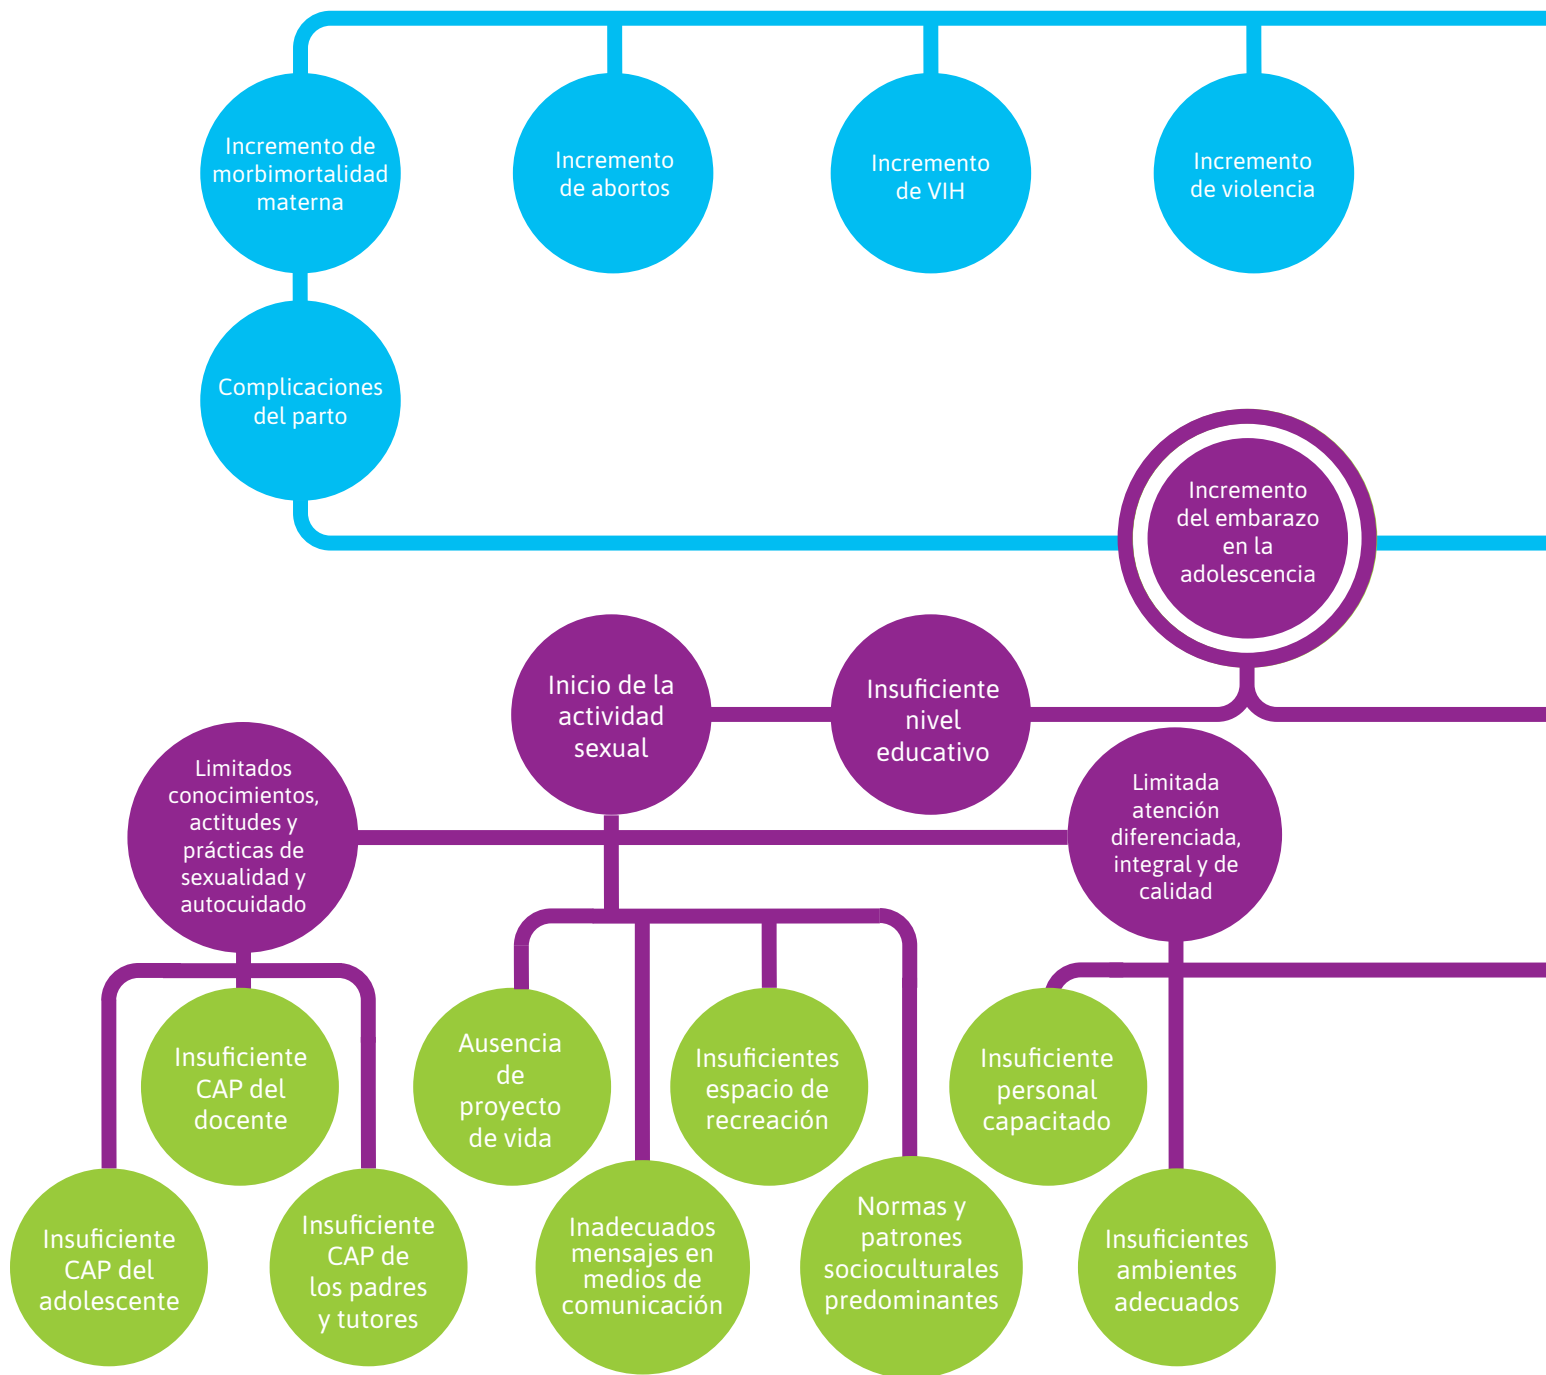 Incremento de
morbimortalidad
materna
Incremento
de abortos
Incremento
de VIH
Incremento
de violencia
Complicaciones
del parto
Incremento
del embarazo
en la
adolescencia
Inicio de la
actividad
sexual
Insuficiente
nivel
educativo
Limitados
conocimientos,
actitudes y
prácticas de
sexualidad y
autocuidado
Limitada
atención
diferenciada,
integral y de
calidad
Insuficiente
CAP del
docente
Ausencia
de
proyecto
de vida
Insuficientes
espacio de
recreación
Insuficiente
personal
capacitado
Insuficiente
CAP del
adolescente
Insuficiente
CAP de
los padres
y tutores
Inadecuados
mensajes en
medios de
comunicación
Normas y
patrones
socioculturales
predominantes
Insuficientes
ambientes
adecuados